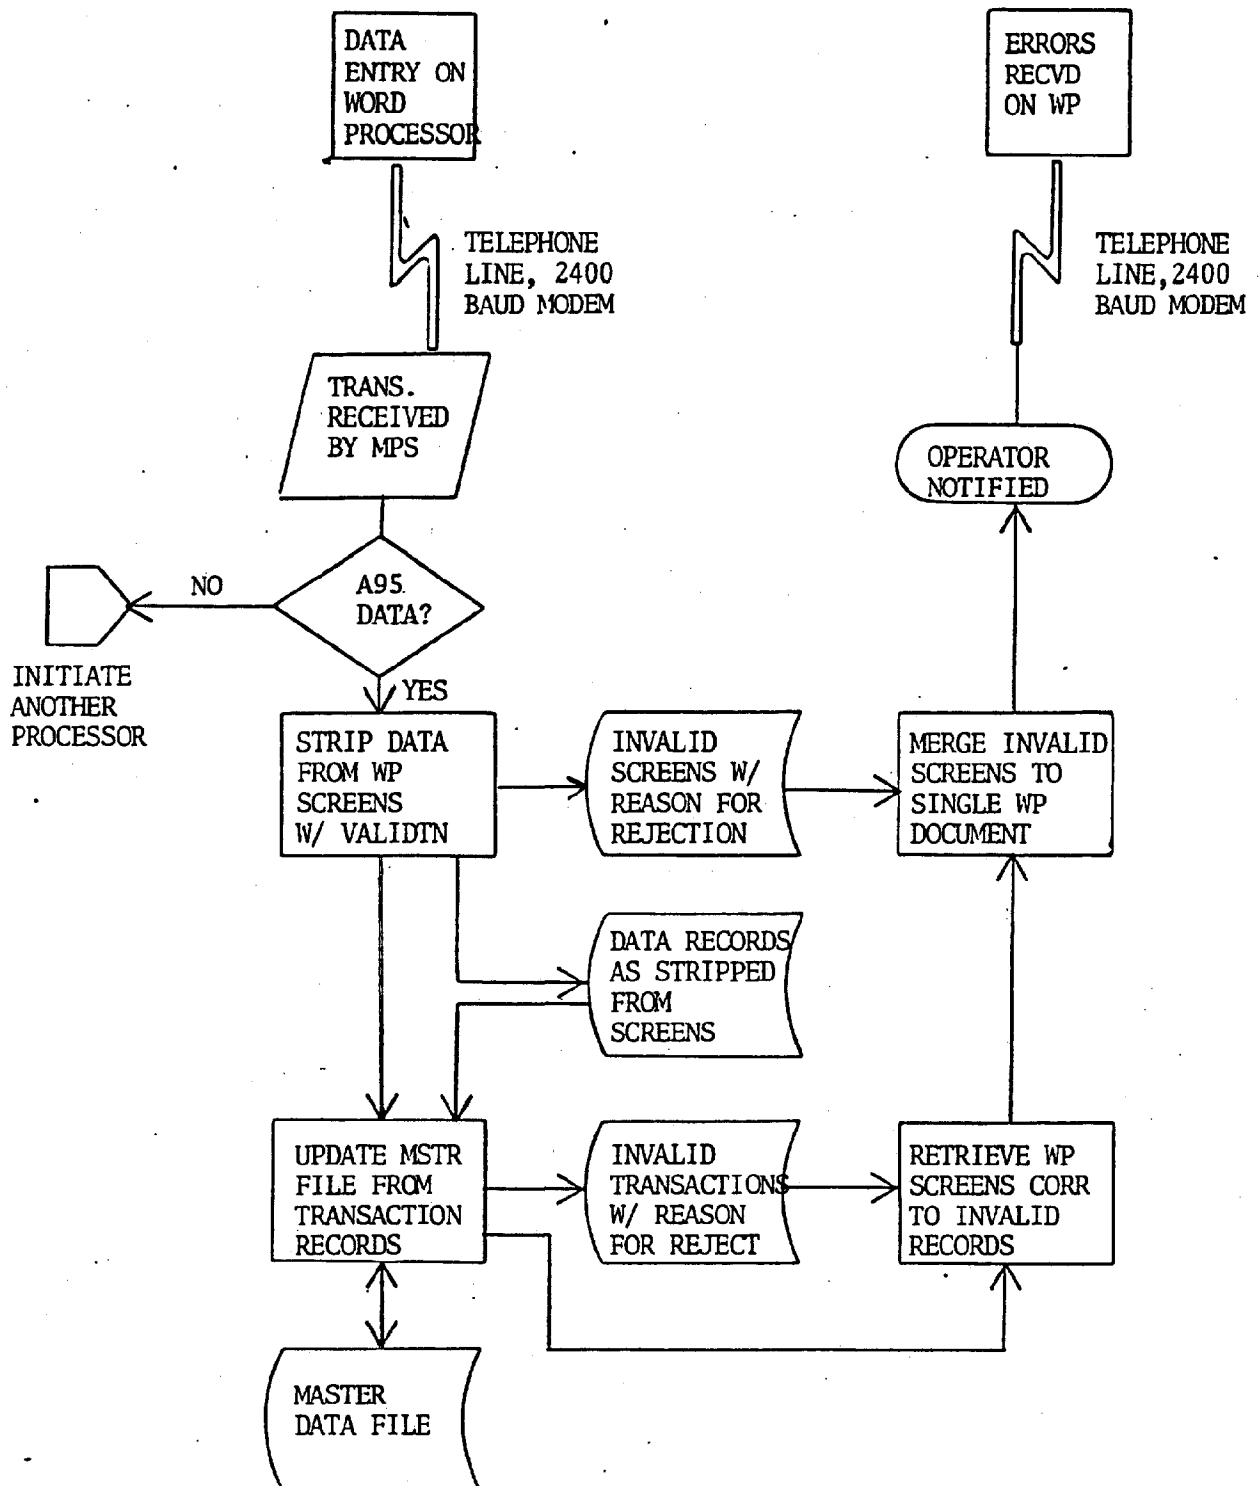 DATA
ENTRY ON
WORD
PROCESSOR
ERRORS
RECVD
ON WP
TELEPHONE
LINE, 2400
BAUD MODEM
TELEPHONE
LINE,2400
BAUD MODEM
TRANS.
RECEIVED
BY MPS
OPERATOR
NOTIFIED
A95
DATA?
NO
INITIATE
ANOTHER
PROCESSOR
YES
STRIP DATA
FROM WP
SCREENS
W/ VALIDTN
INVALID
SCREENS W/
REASON FOR
REJECTION
MERGE INVALID
SCREENS TO
SINGLE WP
DOCUMENT
DATA RECORDS
AS STRIPPED
FROM
SCREENS
UPDATE MSTR
FILE FROM
TRANSACTION
RECORDS
INVALID
TRANSACTIONS
W/ REASON
FOR REJECT
RETRIEVE WP
SCREENS CORR
TO INVALID
RECORDS
MASTER
DATA FILE